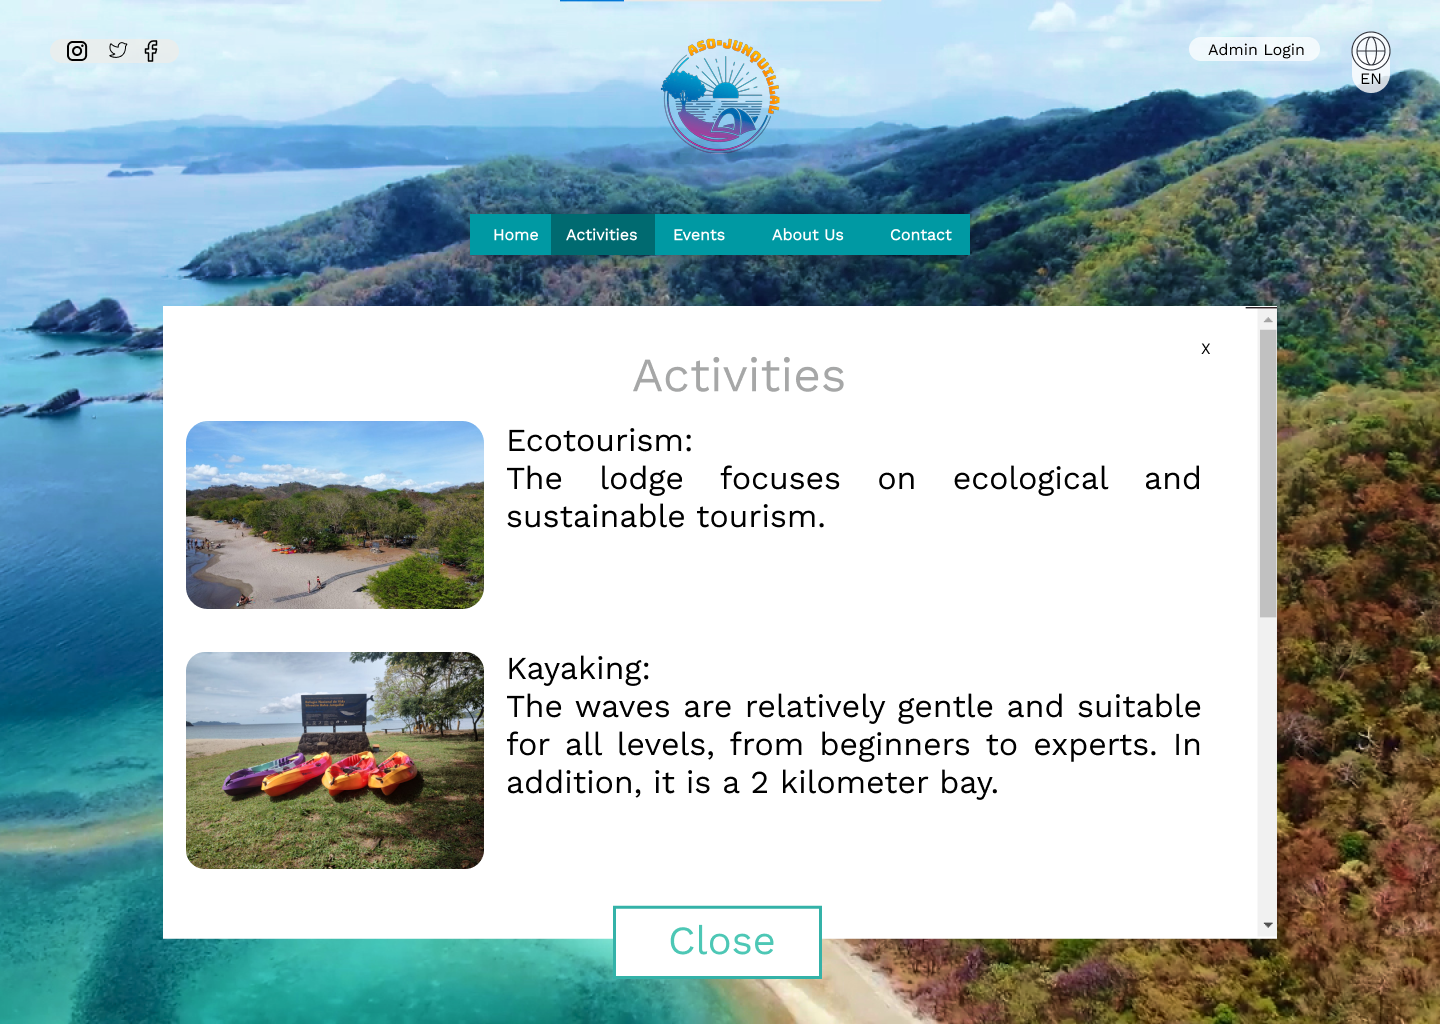 ASO-JUNQUILLAL
Admin Login
EN
Home Activities Events About Us Contact
X
Activities
Ecotourism:
The lodge focuses on ecological and
sustainable tourism.
Kayaking:
The waves are relatively gentle and suitable
for all levels, from beginners to experts. In
addition, it is a 2 kilometer bay.
Close